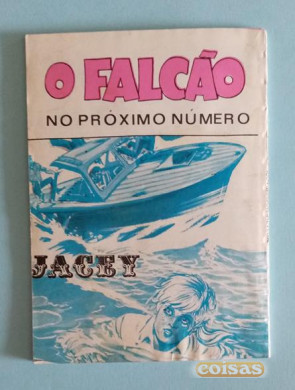 O FALCÃO
NO PRÓXIMO NÚMERO
JACEY
coisas